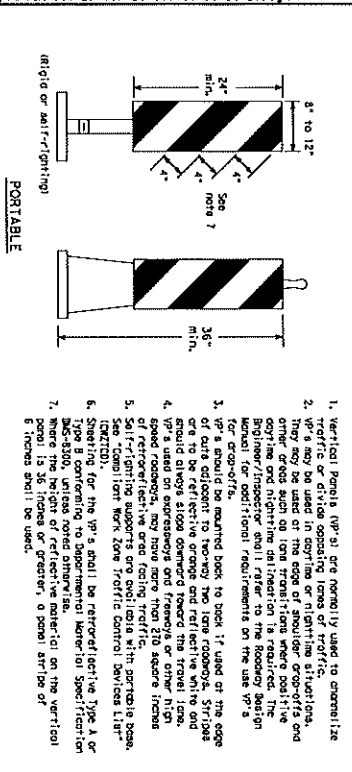 8" to 12"
24"
min.
4"
4"
4"
See
note 7
36"
min.
(Rigid or self-righting)
PORTABLE
1. Vertical Panels (VP's) are normally used to channelize
traffic or divide opposing lanes of traffic.
2. VP's may be used in daytime or nighttime situations.
They may be used at the edge of shoulder drop-offs and
other areas such as lane transitions where positive
daytime and nighttime delineation is required. The
Engineer/Inspector shall refer to the Roadway Design
Manual for additional requirements on the use VP's
for drop-offs.
3. VP's should be mounted back to back if used at the edge
of cuts adjacent to two-way two lane roadways. Stripes
are to be reflective orange and reflective white and
should always slope downward toward the travel lane.
4. VP's used on expressways and freeways or other high
speed roadways, may have more than 270 square inches
of retroreflective area facing traffic.
5. Self-righting supports are available with portable base.
See "Compliant Work Zone Traffic Control Devices List"
(CWZTCD).
6. Sheeting for the VP's shall be retroreflective Type A or
Type B conforming to Departmental Material Specification
DMS-8300, unless noted otherwise.
7. Where the height of reflective material on the vertical
panel is 36 inches or greater, a panel stripe of
6 inches shall be used.